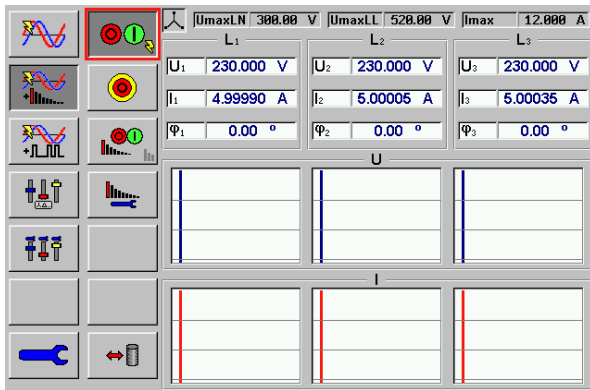 UmaxLN 300.00 V UmaxLL 520.00 V Imax 12.000 A
L₁ L₂ L₃
U₁ 230.000 V U₂ 230.000 V U₃ 230.000 V
I₁ 4.99990 A I₂ 5.00005 A I₃ 5.00035 A
φ₁ 0.00 º φ₂ 0.00 º φ₃ 0.00 º
U
I